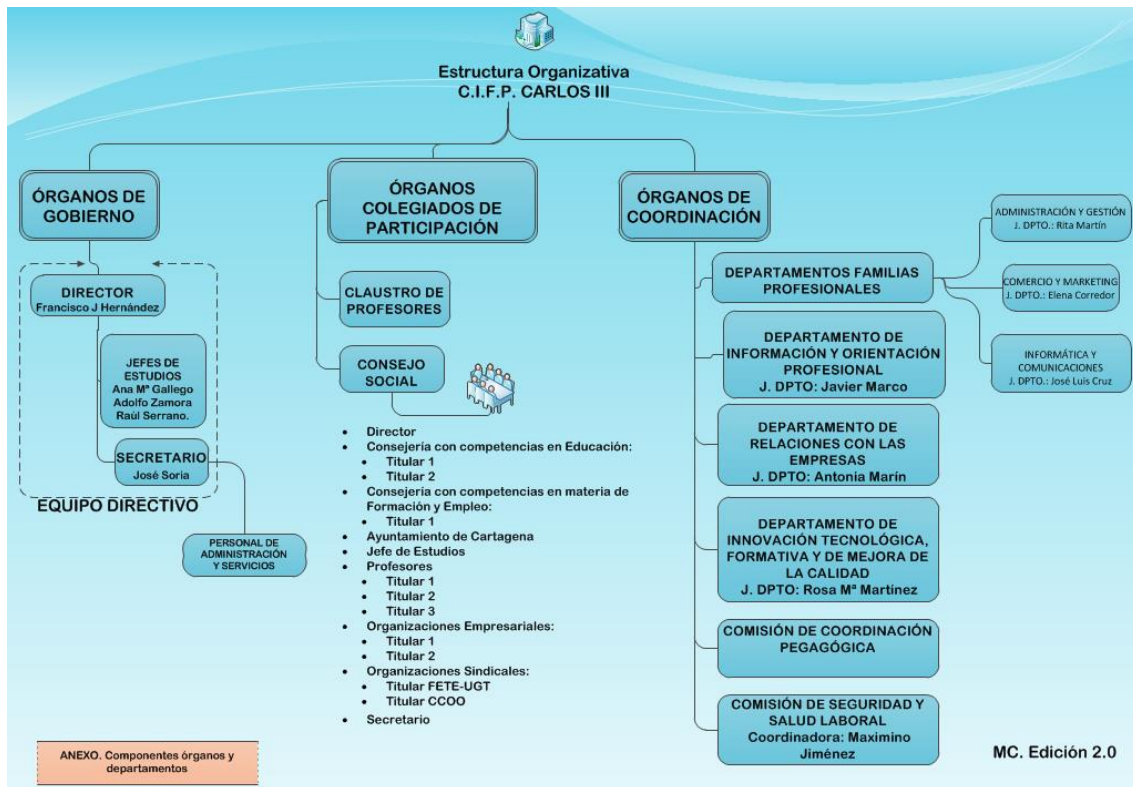 Estructura Organizativa
C.I.F.P. CARLOS III
ÓRGANOS DE
GOBIERNO
DIRECTOR
Francisco J Hernández
JEFES DE
ESTUDIOS
Ana Mª Gallego
Adolfo Zamora
Raúl Serrano.
SECRETARIO
José Soria
EQUIPO DIRECTIVO
PERSONAL DE
ADMINISTRACIÓN
Y SERVICIOS
ÓRGANOS
COLEGIADOS DE
PARTICIPACIÓN
CLAUSTRO DE
PROFESORES
CONSEJO
SOCIAL
• Director
• Consejería con competencias en Educación:
• Titular 1
• Titular 2
• Consejería con competencias en materia de
Formación y Empleo:
• Titular 1
• Ayuntamiento de Cartagena
• Jefe de Estudios
• Profesores
• Titular 1
• Titular 2
• Titular 3
• Organizaciones Empresariales:
• Titular 1
• Titular 2
• Organizaciones Sindicales:
• Titular FETE-UGT
• Titular CCOO
• Secretario
ÓRGANOS DE
COORDINACIÓN
DEPARTAMENTOS FAMILIAS
PROFESIONALES
ADMINISTRACIÓN Y GESTIÓN
J. DPTO.: Rita Martín
COMERCIO Y MARKETING
J. DPTO.: Elena Corredor
INFORMÁTICA Y
COMUNICACIONES
J. DPTO.: José Luis Cruz
DEPARTAMENTO DE
INFORMACIÓN Y ORIENTACIÓN
PROFESIONAL
J. DPTO: Javier Marco
DEPARTAMENTO DE
RELACIONES CON LAS
EMPRESAS
J. DPTO: Antonia Marín
DEPARTAMENTO DE
INNOVACIÓN TECNOLÓGICA,
FORMATIVA Y DE MEJORA DE
LA CALIDAD
J. DPTO: Rosa Mª Martínez
COMISIÓN DE COORDINACIÓN
PEGAGÓGICA
COMISIÓN DE SEGURIDAD Y
SALUD LABORAL
Coordinadora: Maximino
Jiménez
ANEXO. Componentes órganos y
departamentos
MC. Edición 2.0